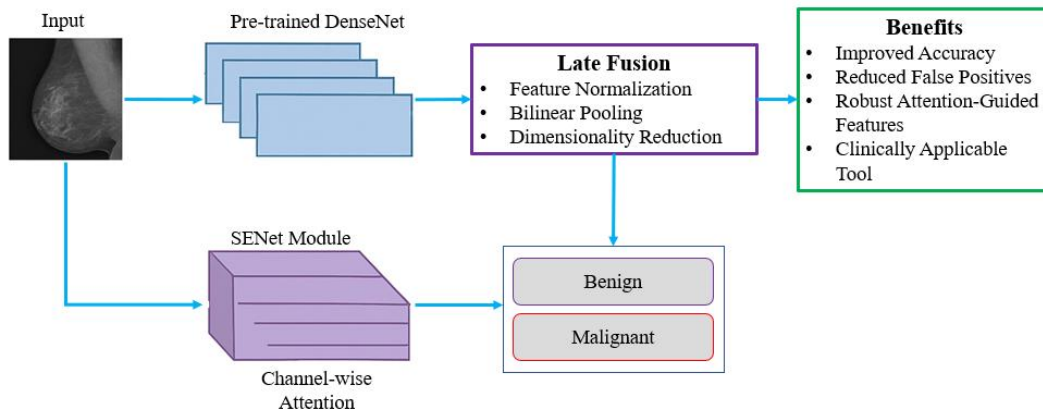 Input
Pre-trained DenseNet
Late Fusion
• Feature Normalization
• Bilinear Pooling
• Dimensionality Reduction
Benefits
• Improved Accuracy
• Reduced False Positives
• Robust Attention-Guided
Features
• Clinically Applicable
Tool
SENet Module
Channel-wise
Attention
Benign
Malignant